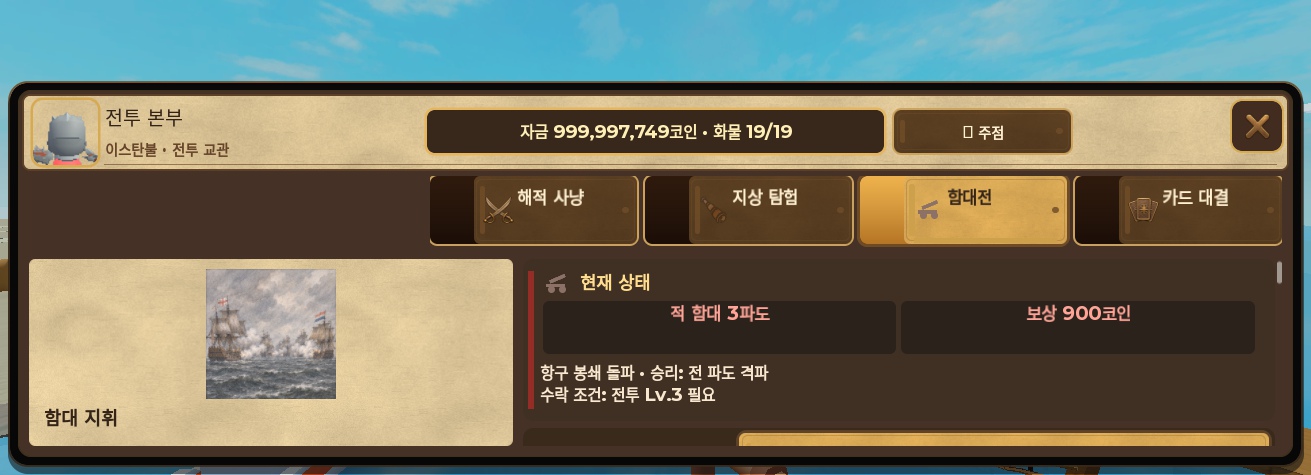 전투 본부
이스탄불 • 전투 교관
자금 999,997,749코인 • 화물 19/19
주점
해적 사냥
지상 탐험
함대전
카드 대결
함대 지휘
현재 상태
적 함대 3파도
보상 900코인
항구 봉쇄 돌파 • 승리: 전 파도 격파
수락 조건: 전투 Lv.3 필요